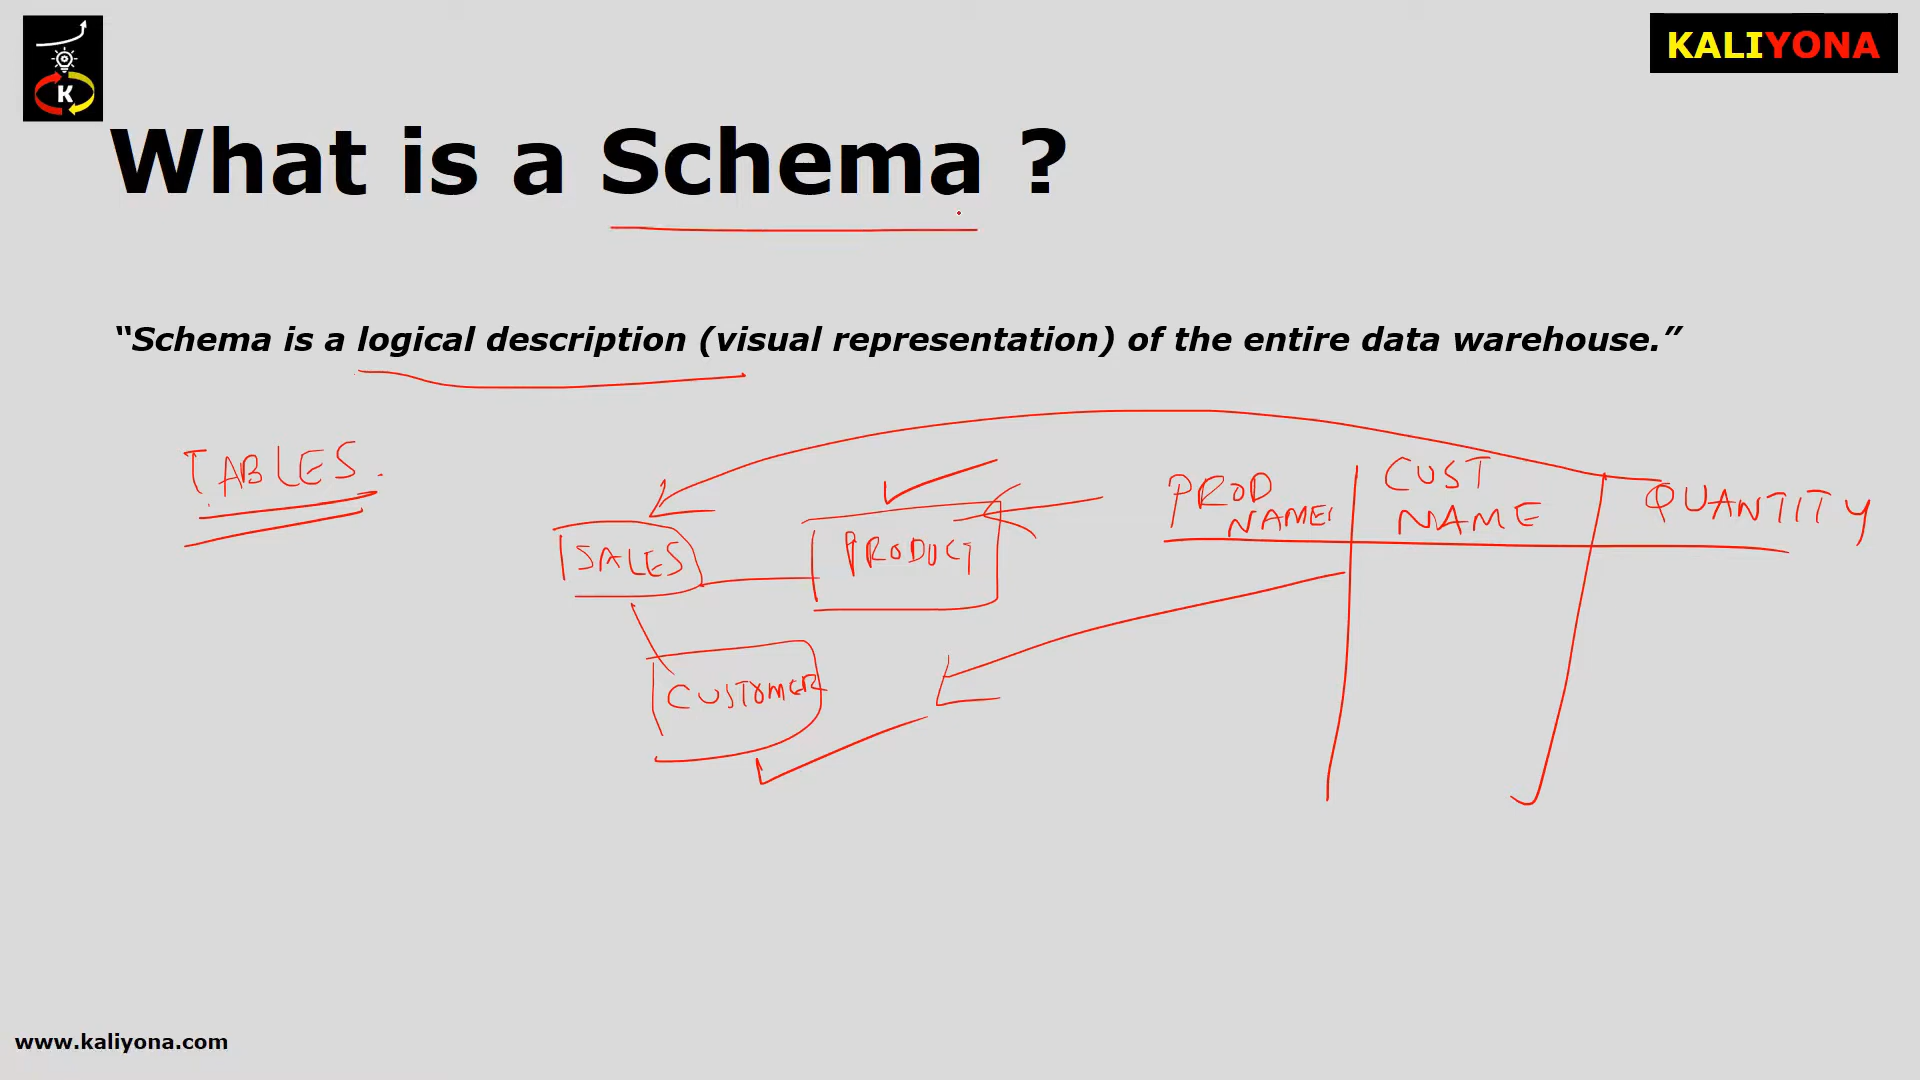 K
KALIYONA
What is a Schema ?
“Schema is a logical description (visual representation) of the entire data warehouse.”
TABLES.
SALES
PRODUCT
CUSTOMER
PROD NAME
CUST NAME
QUANTITY
www.kaliyona.com